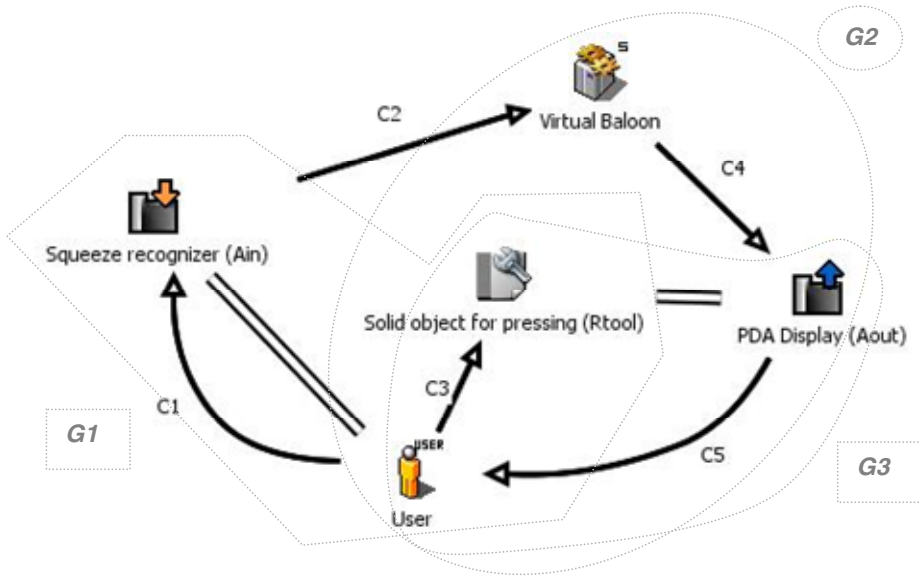 G2
S
Virtual Baloon
C2
C4
Squeeze recognizer (Ain)
Solid object for pressing (Rtool)
PDA Display (Aout)
C3
C1
G1
USER
User
C5
G3